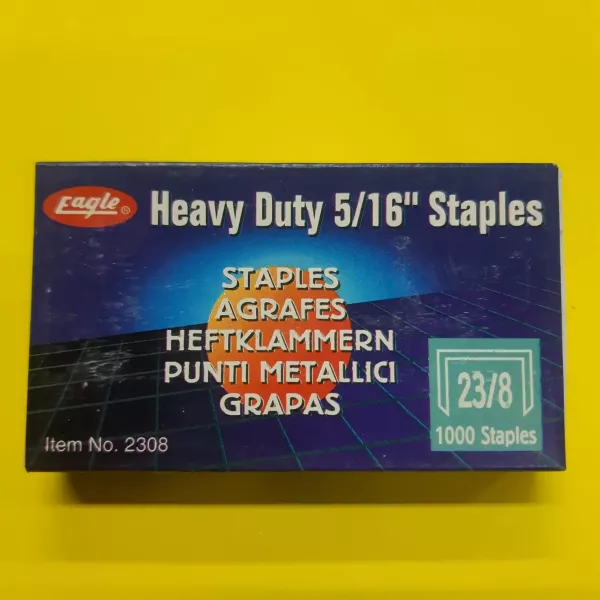 Eagle ®
Heavy Duty 5/16" Staples
STAPLES
AGRAFES
HEFTKLAMMERN
PUNTI METALLICI
GRAPAS
23/8
1000 Staples
Item No. 2308